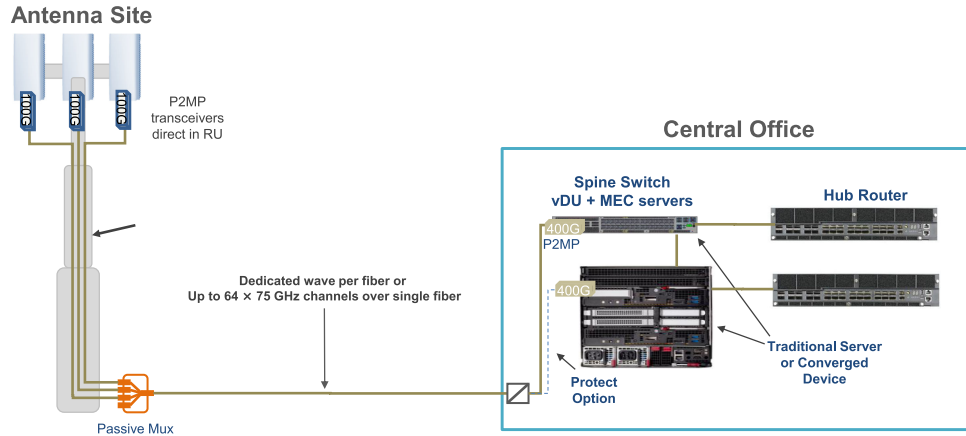 Antenna Site
100G
100G
100G
P2MP
transceivers
direct in RU
Central Office
Spine Switch
vDU + MEC servers
Hub Router
400G
P2MP
400G
Dedicated wave per fiber or
Up to 64 × 75 GHz channels over single fiber
Traditional Server
or Converged
Device
Protect
Option
Passive Mux